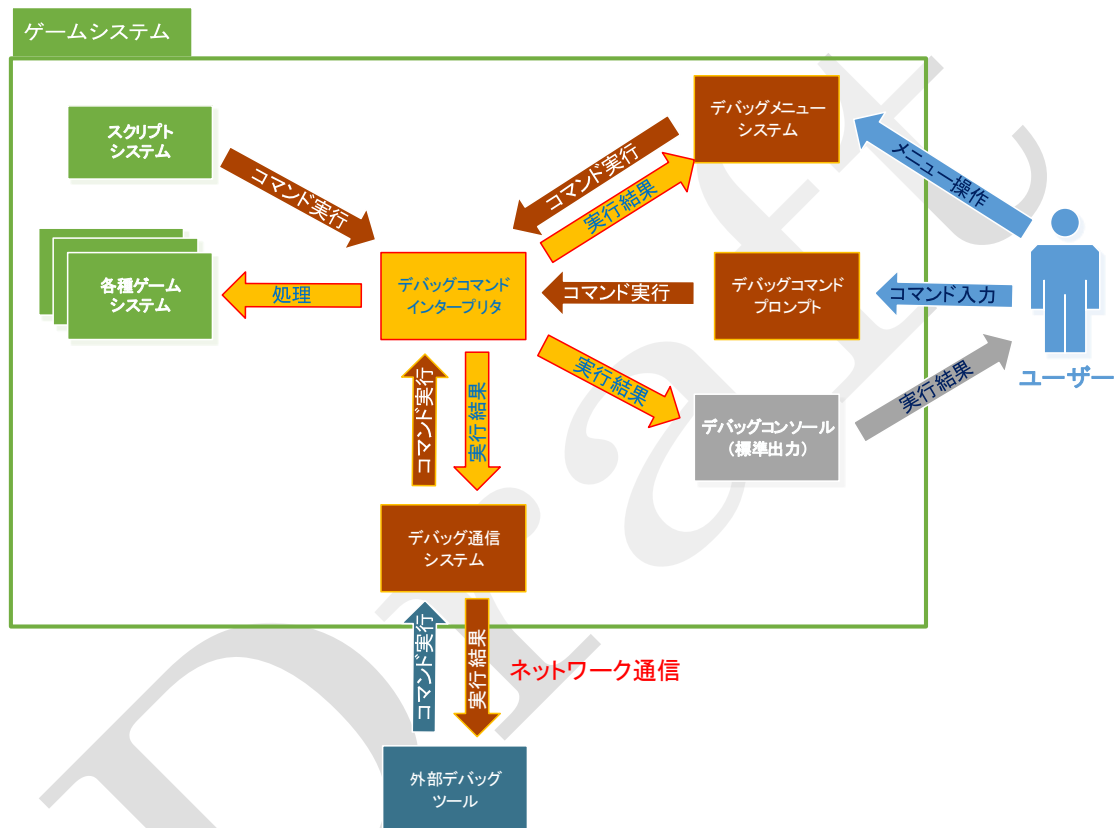 ゲームシステム
スクリプト
システム
コマンド実行
デバッグメニュー
システム
コマンド実行
実行結果
メニュー操作
各種ゲーム
システム
処理
デバッグコマンド
インタープリタ
コマンド実行
デバッグコマンド
プロンプト
コマンド入力
ユーザー
実行結果
デバッグコンソール
（標準出力）
実行結果
コマンド実行
実行結果
デバッグ通信
システム
コマンド実行
実行結果
ネットワーク通信
外部デバッグ
ツール
Draft